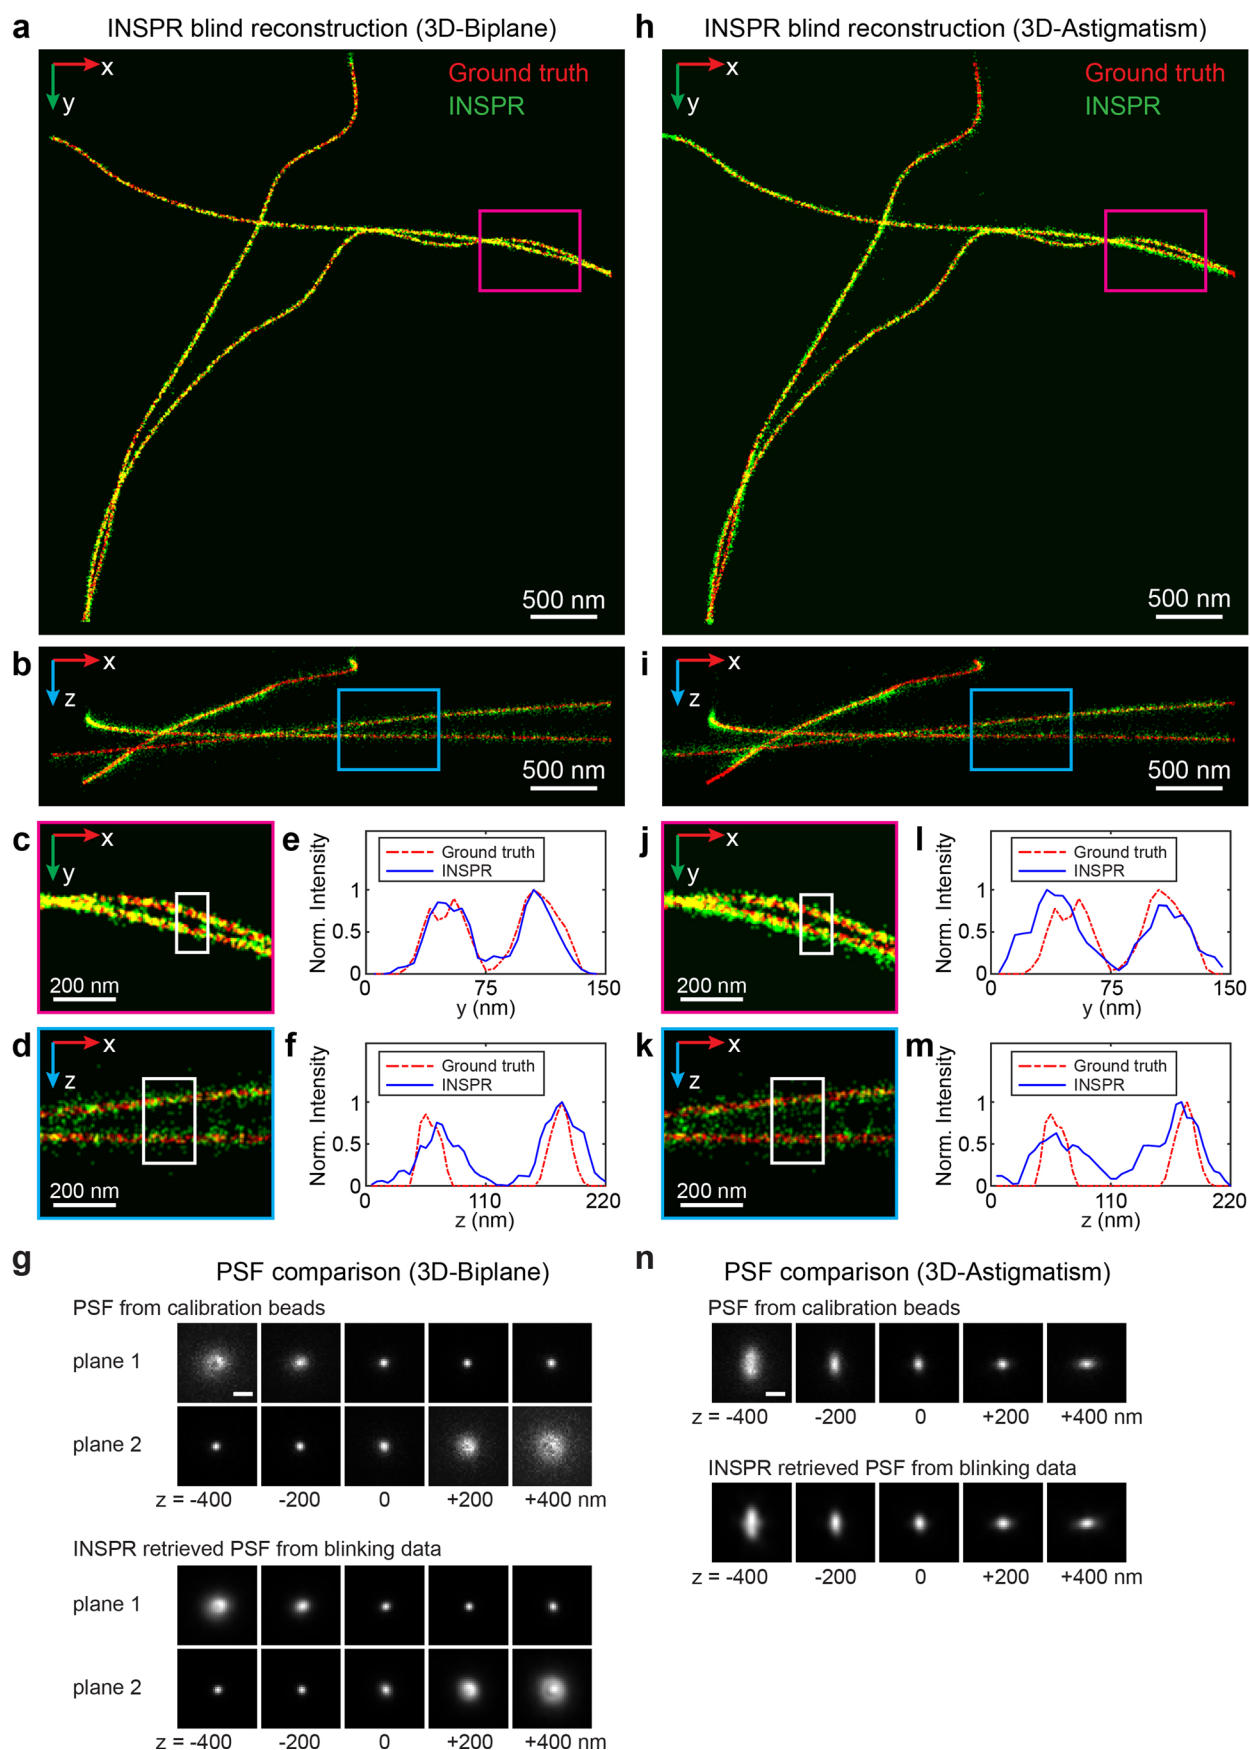 a INSPR blind reconstruction (3D-Biplane)
x
y
Ground truth
INSPR
500 nm
b
x
z
500 nm
c
x
y
200 nm
e
Ground truth
INSPR
Norm. Intensity
1
0.5
0
0 75 150
y (nm)
d
x
z
200 nm
f
Ground truth
INSPR
Norm. Intensity
1
0.5
0
0 110 220
z (nm)
g
PSF comparison (3D-Biplane)
PSF from calibration beads
plane 1
plane 2
z = -400 -200 0 +200 +400 nm
INSPR retrieved PSF from blinking data
plane 1
plane 2
z = -400 -200 0 +200 +400 nm
h INSPR blind reconstruction (3D-Astigmatism)
x
y
Ground truth
INSPR
500 nm
i
x
z
500 nm
j
x
y
200 nm
l
Ground truth
INSPR
Norm. Intensity
1
0.5
0
0 75 150
y (nm)
k
x
z
200 nm
m
Ground truth
INSPR
Norm. Intensity
1
0.5
0
0 110 220
z (nm)
n
PSF comparison (3D-Astigmatism)
PSF from calibration beads
z = -400 -200 0 +200 +400 nm
INSPR retrieved PSF from blinking data
z = -400 -200 0 +200 +400 nm